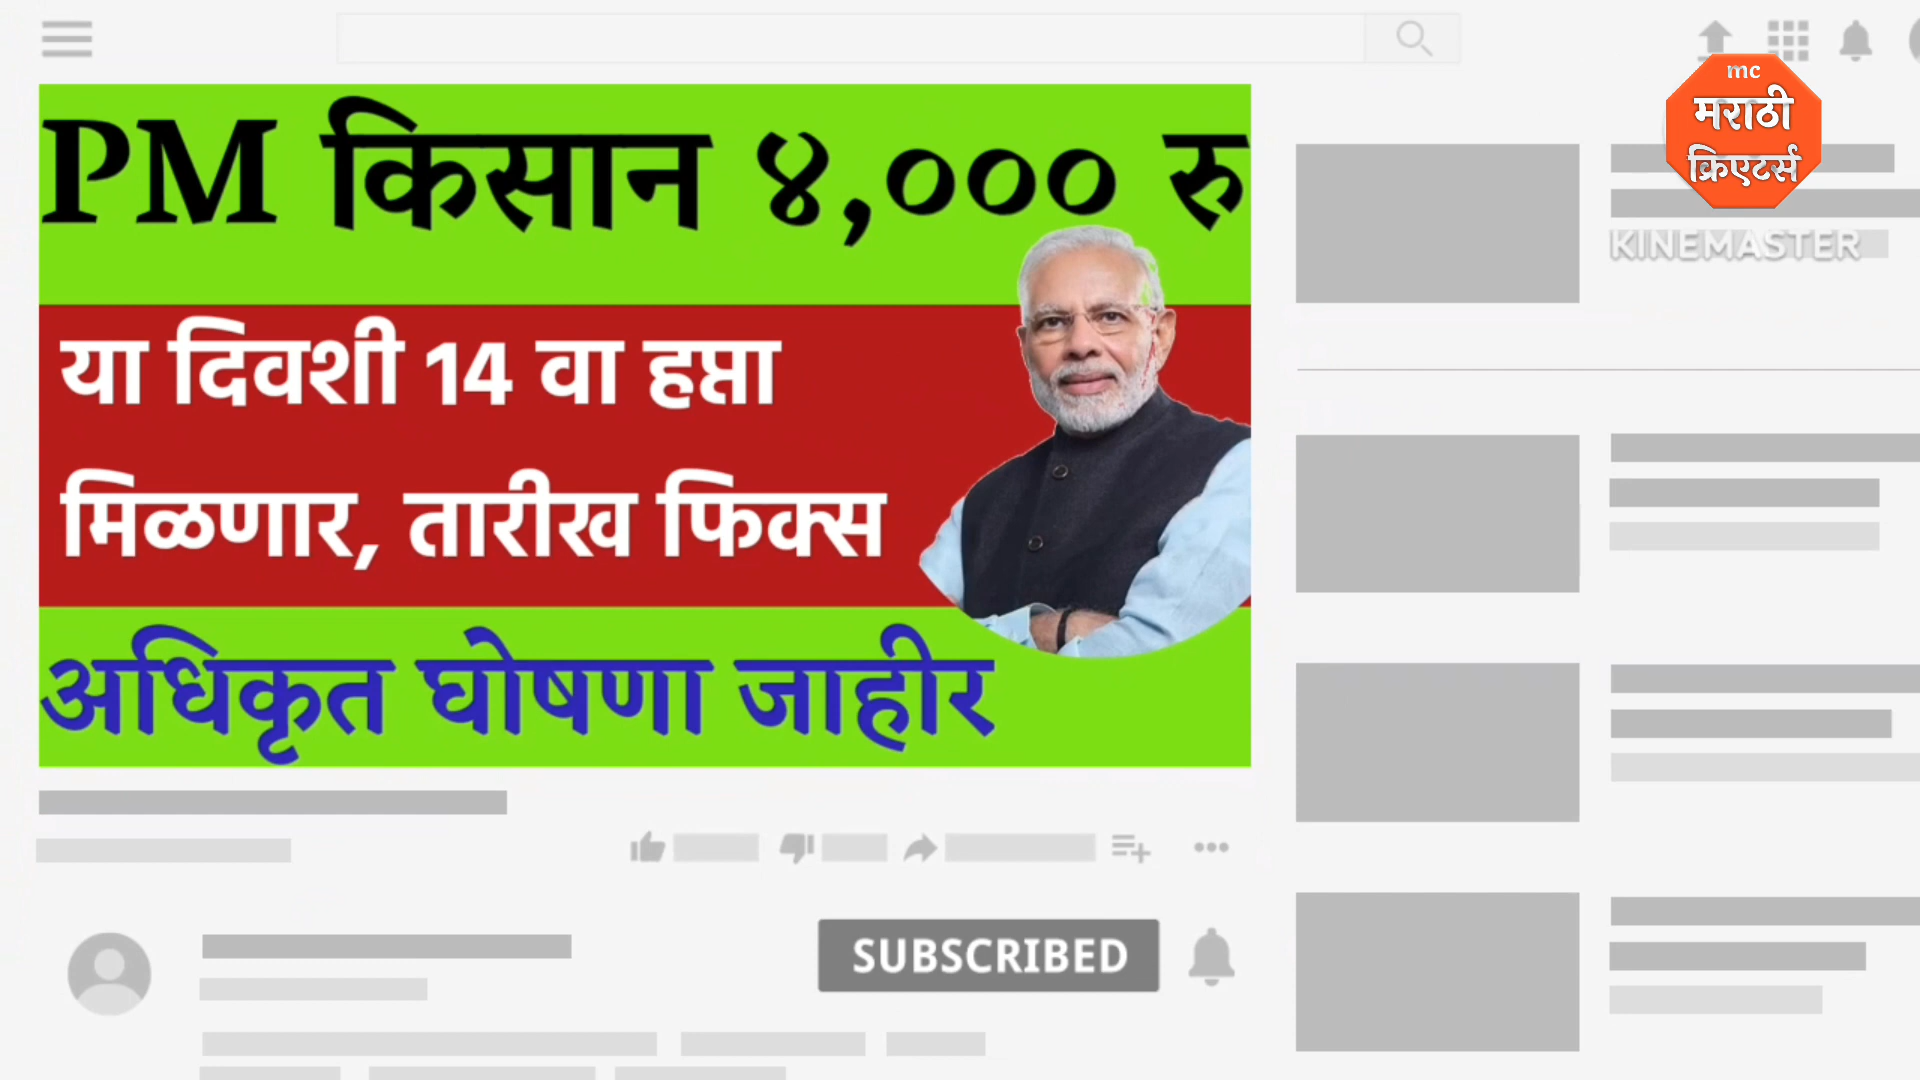 mc
मराठी
क्रिएटर्स
KINEMASTER
PM किसान ४,००० रु
या दिवशी 14 वा हप्ता
मिळणार, तारीख फिक्स
अधिकृत घोषणा जाहीर
SUBSCRIBED